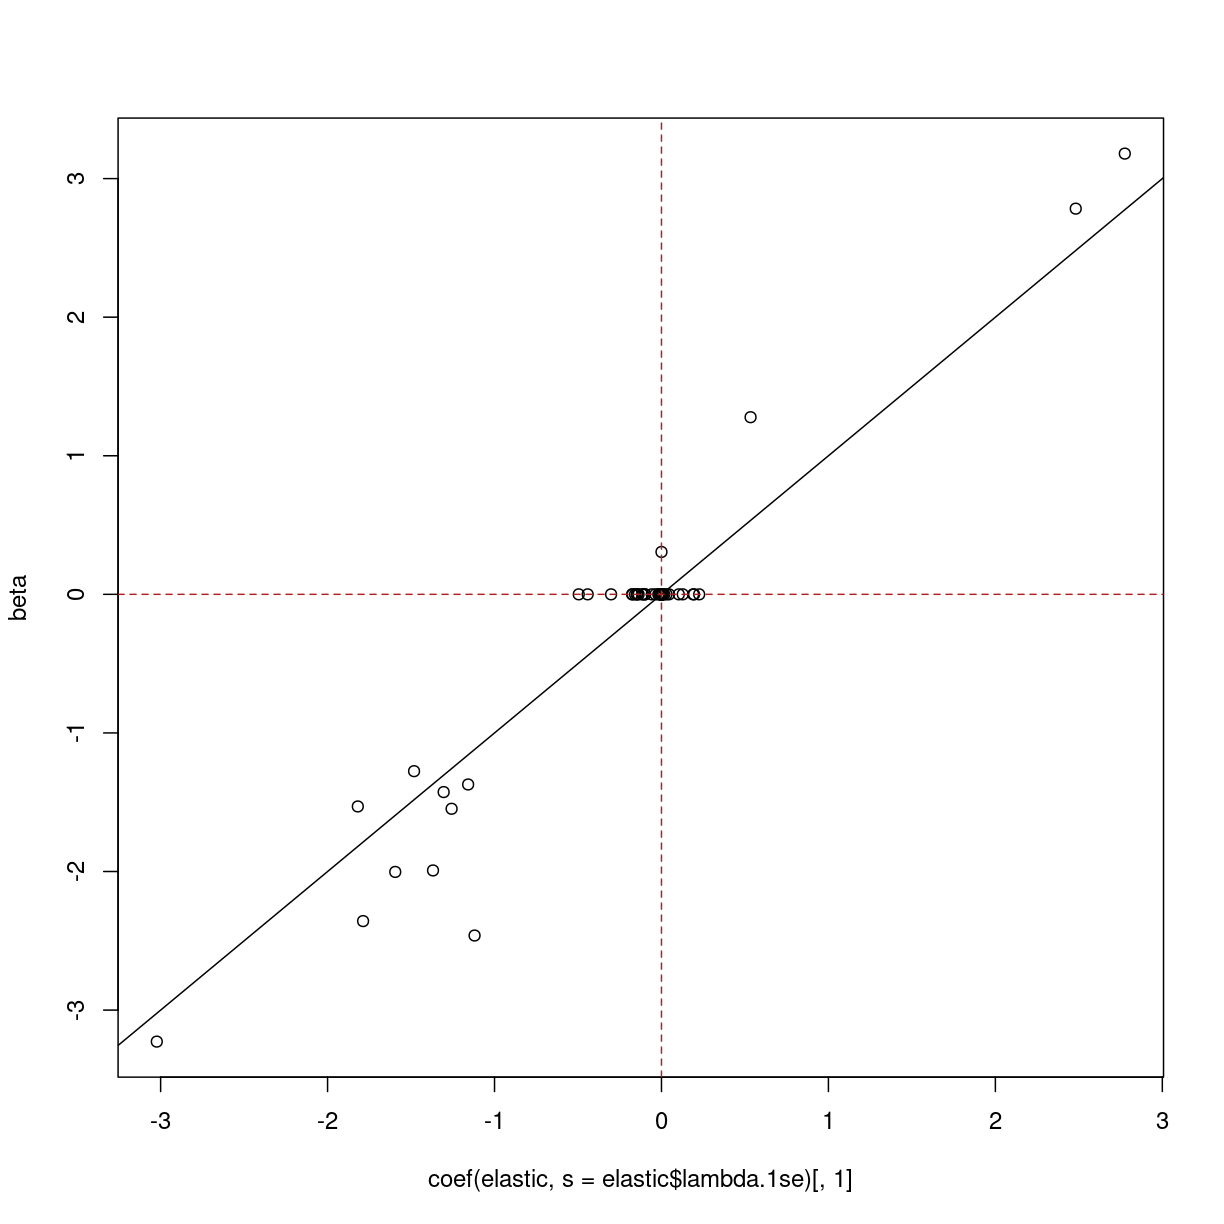 3
2
1
0
-1
-2
-3
beta
-3 -2 -1 0 1 2 3
coef(elastic, s = elastic$lambda.1se)[, 1]